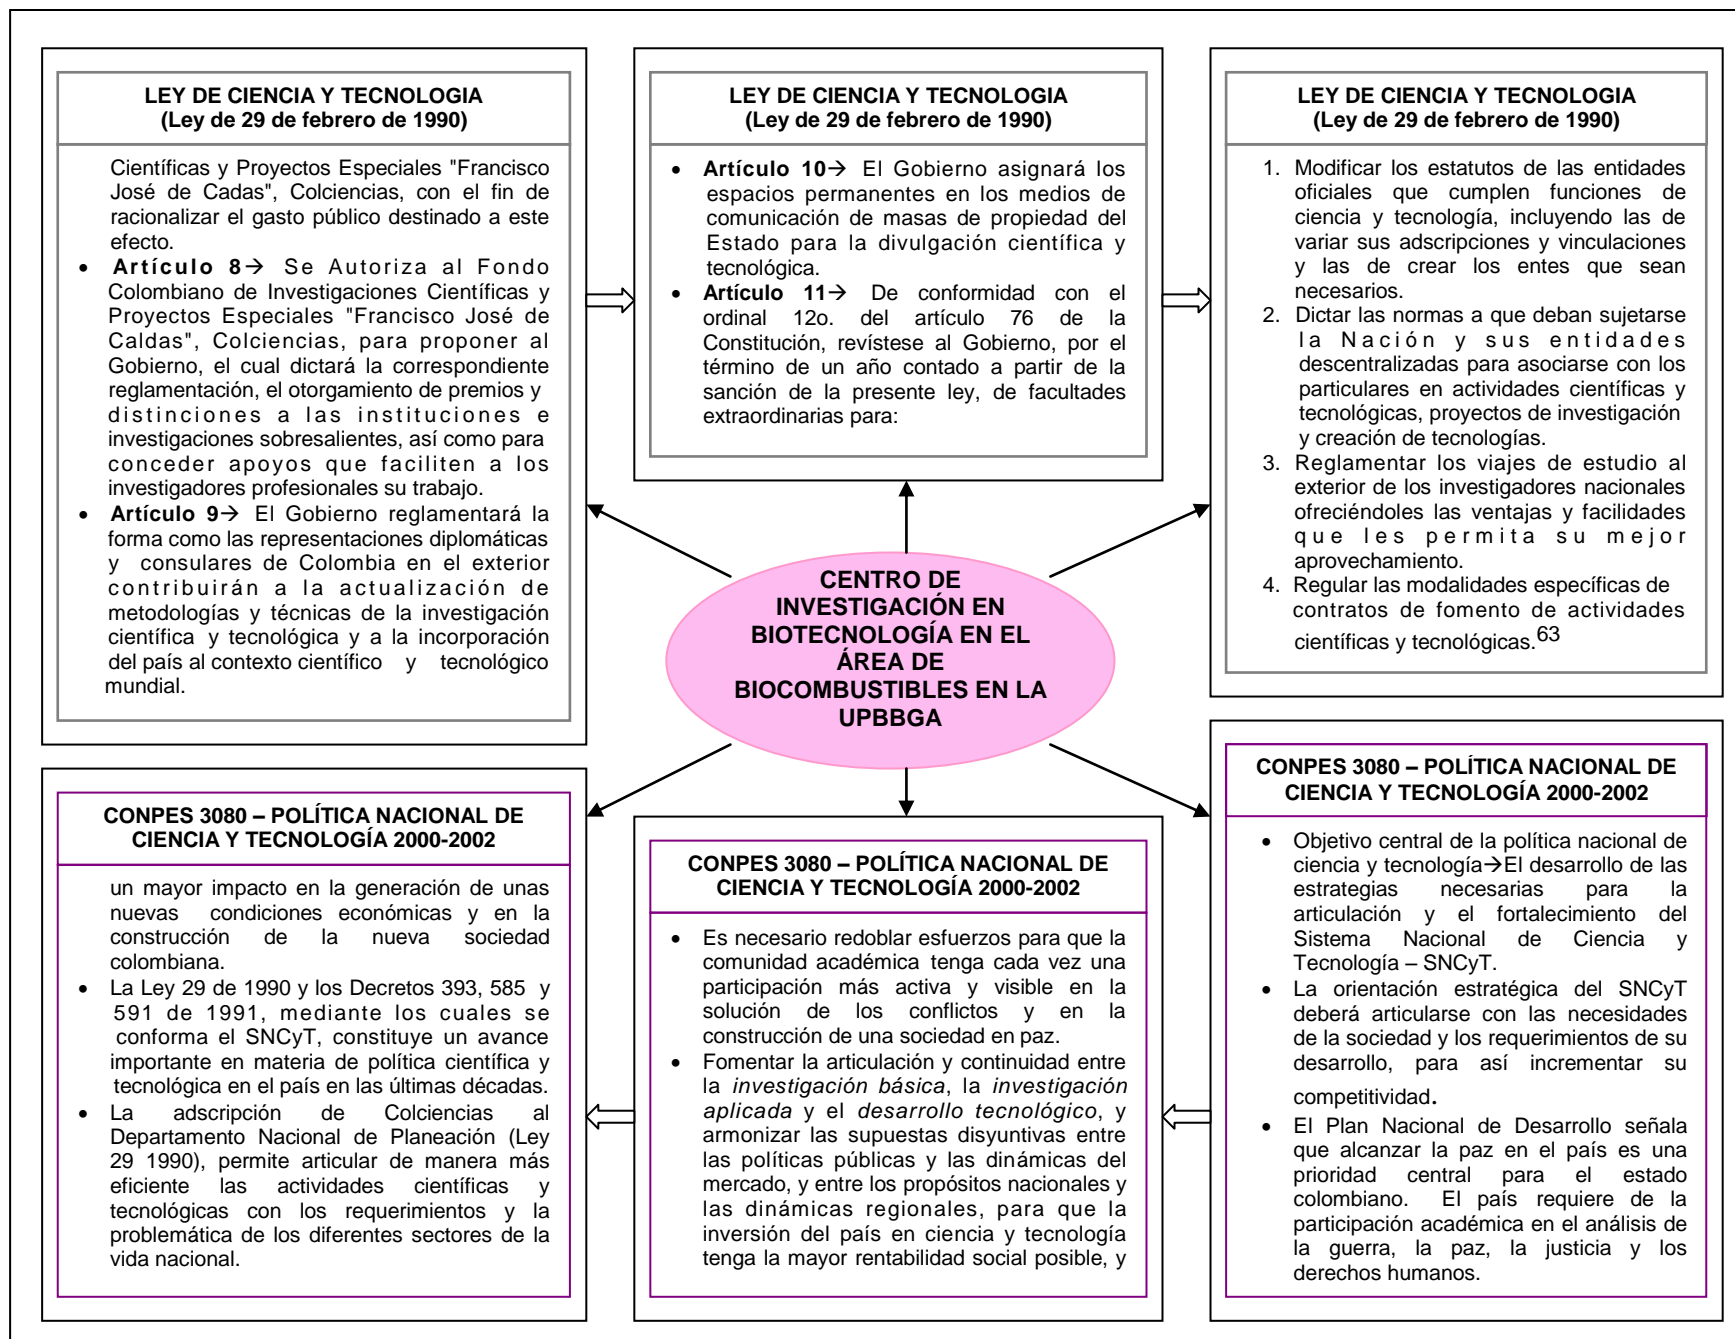 LEY DE CIENCIA Y TECNOLOGIA
(Ley de 29 de febrero de 1990)
Científicas y Proyectos Especiales "Francisco
José de Cadas", Colciencias, con el fin de
racionalizar el gasto público destinado a este
efecto.
• Artículo 8→ Se Autoriza al Fondo
Colombiano de Investigaciones Científicas y
Proyectos Especiales "Francisco José de
Caldas", Colciencias, para proponer al
Gobierno, el cual dictará la correspondiente
reglamentación, el otorgamiento de premios y
distinciones a las instituciones e
investigaciones sobresalientes, así como para
conceder apoyos que faciliten a los
investigadores profesionales su trabajo.
• Artículo 9→ El Gobierno reglamentará la
forma como las representaciones diplomáticas
y consulares de Colombia en el exterior
contribuirán a la actualización de
metodologías y técnicas de la investigación
científica y tecnológica y a la incorporación
del país al contexto científico y tecnológico
mundial.
LEY DE CIENCIA Y TECNOLOGIA
(Ley de 29 de febrero de 1990)
• Artículo 10→ El Gobierno asignará los
espacios permanentes en los medios de
comunicación de masas de propiedad del
Estado para la divulgación científica y
tecnológica.
• Artículo 11→ De conformidad con el
ordinal 12o. del artículo 76 de la
Constitución, revístese al Gobierno, por el
término de un año contado a partir de la
sanción de la presente ley, de facultades
extraordinarias para:
LEY DE CIENCIA Y TECNOLOGIA
(Ley de 29 de febrero de 1990)
1. Modificar los estatutos de las entidades
oficiales que cumplen funciones de
ciencia y tecnología, incluyendo las de
variar sus adscripciones y vinculaciones
y las de crear los entes que sean
necesarios.
2. Dictar las normas a que deban sujetarse
la Nación y sus entidades
descentralizadas para asociarse con los
particulares en actividades científicas y
tecnológicas, proyectos de investigación
y creación de tecnologías.
3. Reglamentar los viajes de estudio al
exterior de los investigadores nacionales
ofreciéndoles las ventajas y facilidades
que les permita su mejor
aprovechamiento.
4. Regular las modalidades específicas de
contratos de fomento de actividades
científicas y tecnológicas.63
CENTRO DE
INVESTIGACIÓN EN
BIOTECNOLOGÍA EN EL
ÁREA DE
BIOCOMBUSTIBLES EN LA
UPBBGA
CONPES 3080 – POLÍTICA NACIONAL DE
CIENCIA Y TECNOLOGÍA 2000-2002
un mayor impacto en la generación de unas
nuevas condiciones económicas y en la
construcción de la nueva sociedad
colombiana.
• La Ley 29 de 1990 y los Decretos 393, 585 y
591 de 1991, mediante los cuales se
conforma el SNCyT, constituye un avance
importante en materia de política científica y
tecnológica en el país en las últimas décadas.
• La adscripción de Colciencias al
Departamento Nacional de Planeación (Ley
29 1990), permite articular de manera más
eficiente las actividades científicas y
tecnológicas con los requerimientos y la
problemática de los diferentes sectores de la
vida nacional.
CONPES 3080 – POLÍTICA NACIONAL DE
CIENCIA Y TECNOLOGÍA 2000-2002
• Es necesario redoblar esfuerzos para que la
comunidad académica tenga cada vez una
participación más activa y visible en la
solución de los conflictos y en la
construcción de una sociedad en paz.
• Fomentar la articulación y continuidad entre
la investigación básica, la investigación
aplicada y el desarrollo tecnológico, y
armonizar las supuestas disyuntivas entre
las políticas públicas y las dinámicas del
mercado, y entre los propósitos nacionales y
las dinámicas regionales, para que la
inversión del país en ciencia y tecnología
tenga la mayor rentabilidad social posible, y
CONPES 3080 – POLÍTICA NACIONAL DE
CIENCIA Y TECNOLOGÍA 2000-2002
• Objetivo central de la política nacional de
ciencia y tecnología→El desarrollo de las
estrategias necesarias para la
articulación y el fortalecimiento del
Sistema Nacional de Ciencia y
Tecnología – SNCyT.
• La orientación estratégica del SNCyT
deberá articularse con las necesidades
de la sociedad y los requerimientos de su
desarrollo, para así incrementar su
competitividad.
• El Plan Nacional de Desarrollo señala
que alcanzar la paz en el país es una
prioridad central para el estado
colombiano. El país requiere de la
participación académica en el análisis de
la guerra, la paz, la justicia y los
derechos humanos.